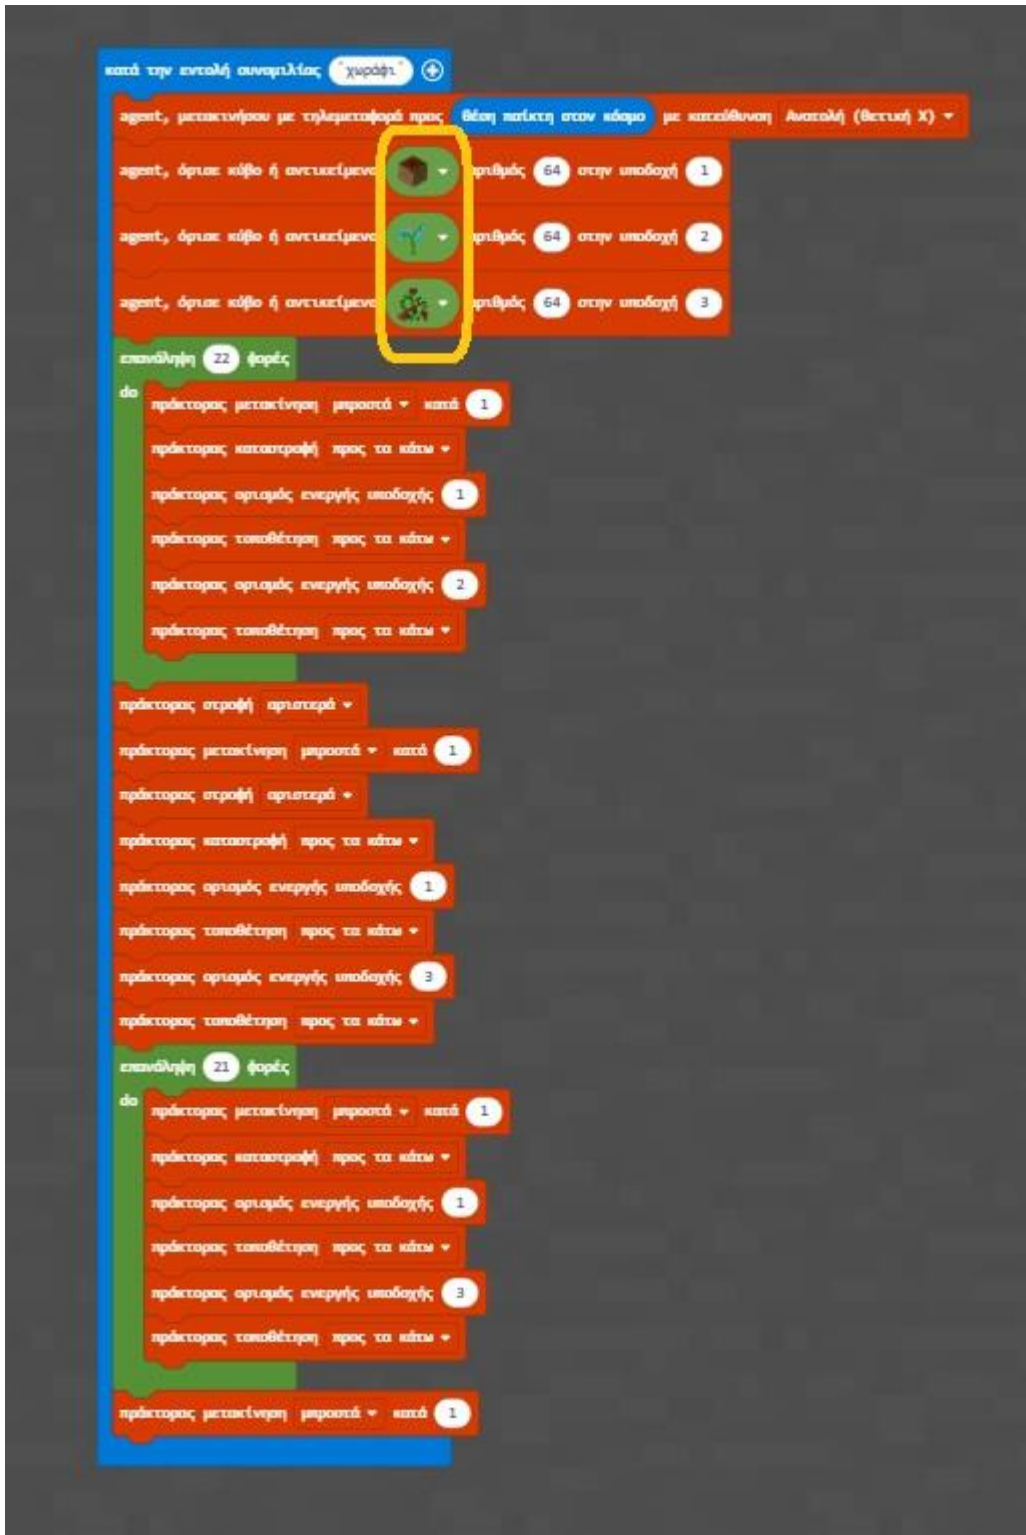 κατά την εντολή συνομιλίας "χωράφι"
agent, μετακινήσου με τηλεμεταφορά προς θέση παίκτη στον κόσμο με κατεύθυνση Ανατολή (θετική X)
agent, όρισε κύβο ή αντικείμενο αριθμός 64 στην υποδοχή 1
agent, όρισε κύβο ή αντικείμενο αριθμός 64 στην υποδοχή 2
agent, όρισε κύβο ή αντικείμενο αριθμός 64 στην υποδοχή 3
επανάληψη 22 φορές
do
πράκτορας μετακίνηση μπροστά κατά 1
πράκτορας καταστροφή προς τα κάτω
πράκτορας ορισμός ενεργής υποδοχής 1
πράκτορας τοποθέτηση προς τα κάτω
πράκτορας ορισμός ενεργής υποδοχής 2
πράκτορας τοποθέτηση προς τα κάτω
πράκτορας στροφή αριστερά
πράκτορας μετακίνηση μπροστά κατά 1
πράκτορας στροφή αριστερά
πράκτορας καταστροφή προς τα κάτω
πράκτορας ορισμός ενεργής υποδοχής 1
πράκτορας τοποθέτηση προς τα κάτω
πράκτορας ορισμός ενεργής υποδοχής 3
πράκτορας τοποθέτηση προς τα κάτω
επανάληψη 21 φορές
do
πράκτορας μετακίνηση μπροστά κατά 1
πράκτορας καταστροφή προς τα κάτω
πράκτορας ορισμός ενεργής υποδοχής 1
πράκτορας τοποθέτηση προς τα κάτω
πράκτορας ορισμός ενεργής υποδοχής 3
πράκτορας τοποθέτηση προς τα κάτω
πράκτορας μετακίνηση μπροστά κατά 1